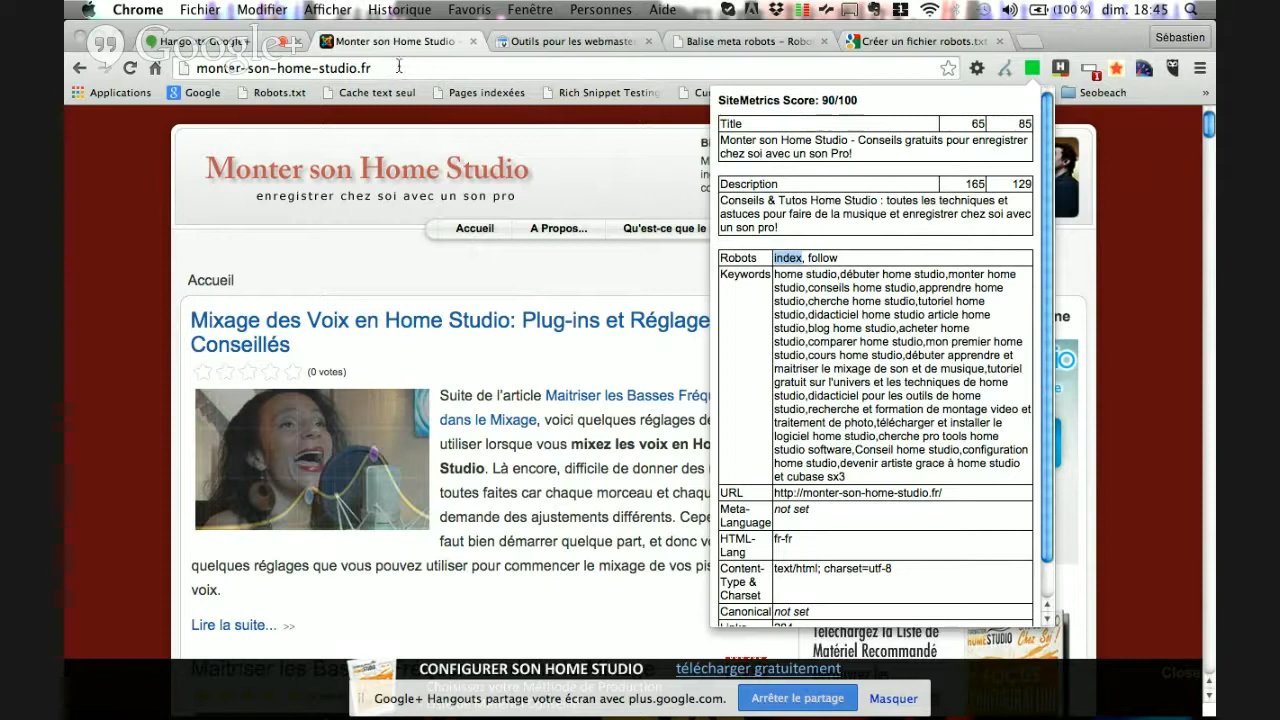 Chrome Fichier Modifier Afficher Historique Favoris Fenêtre Personnes Aide (100 %) dim. 18:45
Google+
Hangouts Google+ Monter son Home Studio - Outils pour les webmaste Balise meta robots – Rob Créer un fichier robots.txt Sébastien
monter-son-home-studio.fr
Applications Google Robots.txt Cache text seul Pages indexées Rich Snippet Testing Cu Seobeach »
SiteMetrics Score: 90/100
Title 65 85
Monter son Home Studio - Conseils gratuits pour enregistrer
chez soi avec un son Pro!
Description 165 129
Conseils & Tutos Home Studio : toutes les techniques et
astuces pour faire de la musique et enregistrer chez soi avec
un son pro!
Robots index, follow
Keywords home studio,débuter home studio,monter home
studio,conseils home studio,apprendre home
studio,cherche home studio,tutoriel home
studio,didacticiel home studio article home
studio,blog home studio,acheter home
studio,comparer home studio,mon premier home
studio,cours home studio,débuter apprendre et
maitriser le mixage de son et de musique,tutoriel
gratuit sur l'univers et les techniques de home
studio,didacticiel pour les outils de home
studio,recherche et formation de montage video et
traitement de photo,télécharger et installer le
logiciel home studio,cherche pro tools home
studio software,Conseil home studio,configuration
home studio,devenir artiste grace à home studio
et cubase sx3
URL http://monter-son-home-studio.fr/
Meta-
Language not set
HTML-
Lang fr-fr
Content-
Type &
Charset text/html; charset=utf-8
Canonical not set
Monter son Home Studio
enregistrer chez soi avec un son pro
Accueil A Propos... Qu'est-ce que le
Accueil
Mixage des Voix en Home Studio: Plug-ins et Réglage
Conseillés
(0 votes)
Suite de l'article Maitriser les Basses Fréq
dans le Mixage, voici quelques réglages de
utiliser lorsque vous mixez les voix en Ho
Studio. Là encore, difficile de donner des
toutes faites car chaque morceau et chaqu
demande des ajustements différents. Cepe
faut bien démarrer quelque part, et donc v
quelques réglages que vous pouvez utiliser pour commencer le mixage de vos pis
voix.
Lire la suite... >>
Téléchargez la Liste de
Matériel Recommandé
Maitriser les Bas
CONFIGURER SON HOME STUDIO télécharger gratuitement Close
Choisissez votre Méthode de Production
Google+ Hangouts partage votre écran avec plus.google.com. Arrêter le partage Masquer